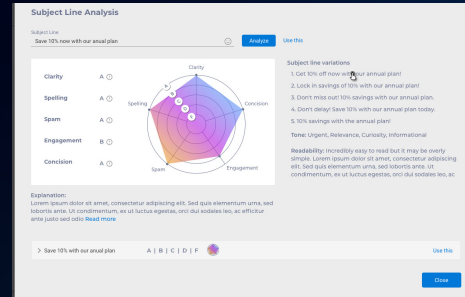 Subject Line Analysis
Subject Line
Save 10% now with our anual plan
Analyze
Use this
Clarity A
Spelling A
Spam A
Engagement B
Concision A
Clarity
Spelling
Concision
Spam
Engagement
A
B
C
D
F
Subject line variations
1. Get 10% off now with our annual plan!
2. Lock in savings of 10% with our annual plan!
3. Don't miss out! 10% savings with our annual plan.
4. Don't delay! Save 10% with our annual plan today.
5. 10% savings with the annual plan!
Tone: Urgent, Relevance, Curiosity, Informational
Readability: Incredibly easy to read but it may be overly
simple. Lorem ipsum dolor sit amet, consectetur adipiscing
elit. Sed quis elementum urna, sed lobortis ante. Ut
condimentum, ex ut luctus egestas, orci dui sodales leo, ac
Explanation:
Lorem ipsum dolor sit amet, consectetur adipiscing elit. Sed quis elementum urna, sed
lobortis ante. Ut condimentum, ex ut luctus egestas, orci dui sodales leo, ac efficitur
ante justo sed odio Read more
> Save 10% with our anual plan A | B | C | D | F Use this
Close